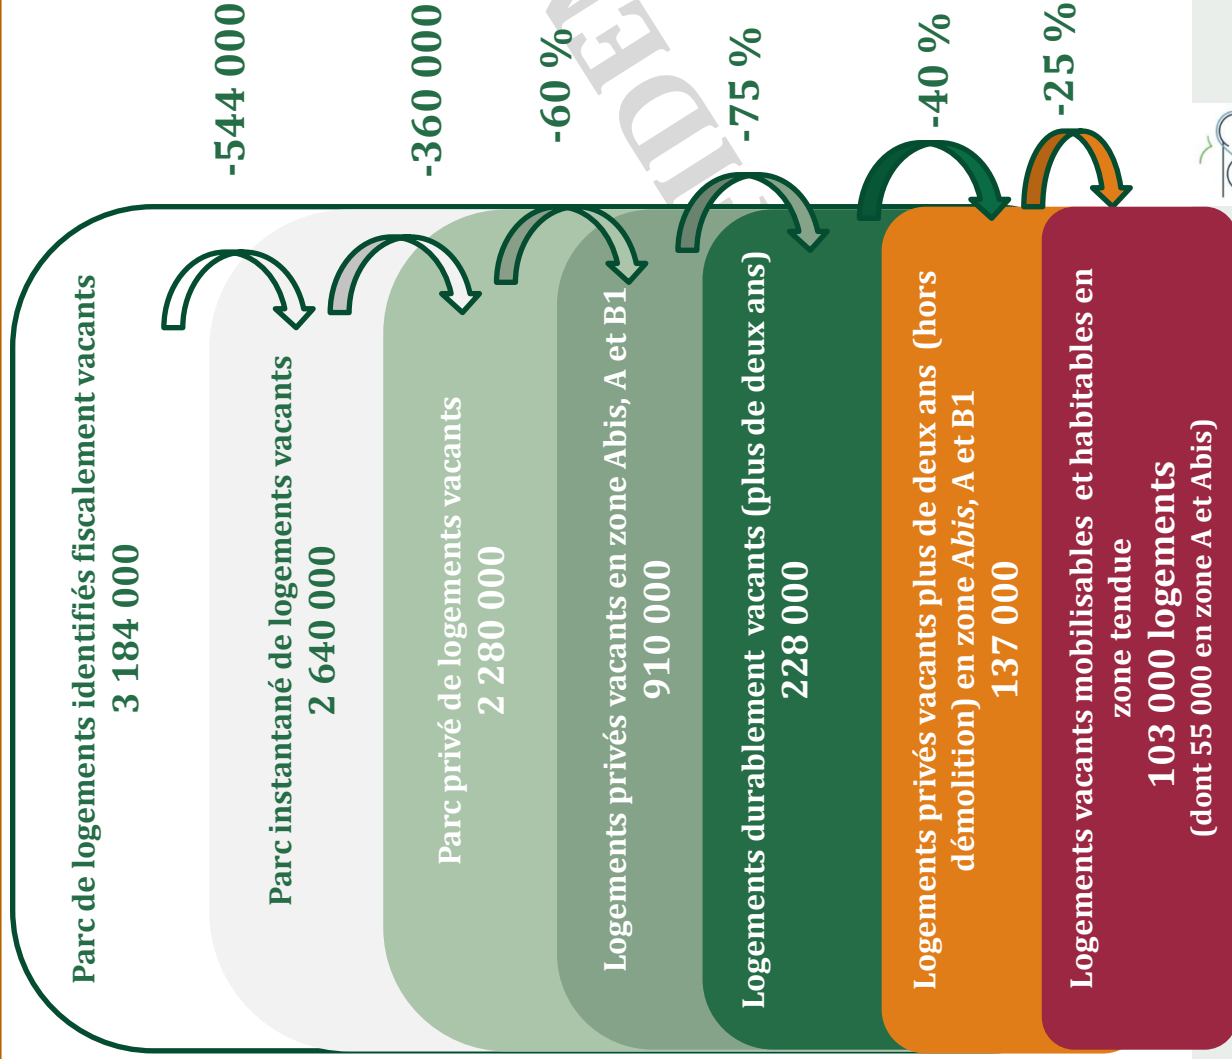 Parc de logements identifiés fiscalement vacants
3 184 000
-544 000
Parc instantané de logements vacants
2 640 000
-360 000
Parc privé de logements vacants
2 280 000
-60 %
Logements privés vacants en zone Abis, A et B1
910 000
-75 %
Logements durablement vacants (plus de deux ans)
228 000
-40 %
Logements privés vacants plus de deux ans (hors
démolition) en zone Abis, A et B1
137 000
-25 %
Logements vacants mobilisables et habitables en
zone tendue
103 000 logements
(dont 55 000 en zone A et Abis)